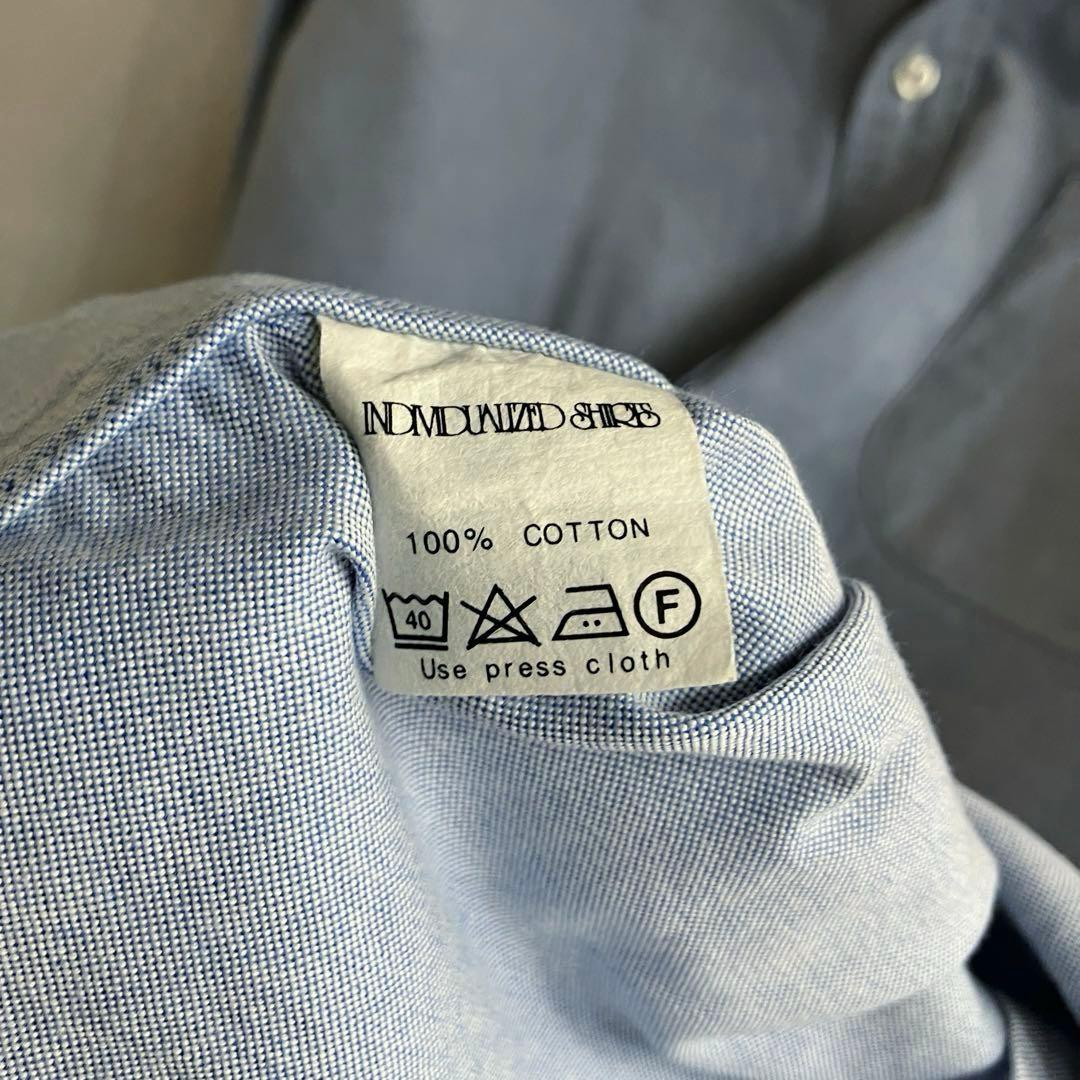 INDIVIDUALIZED SHIRTS
100% COTTON
40 F
Use press cloth